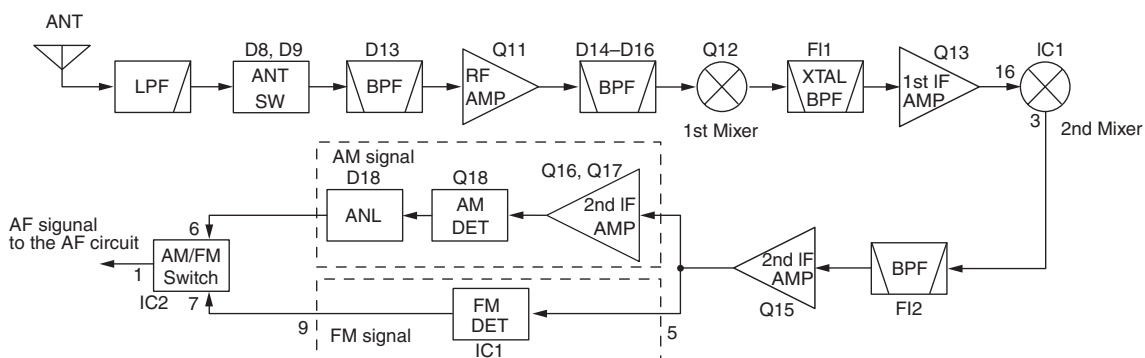 ANT
LPF
D8, D9
ANT
SW
D13
BPF
Q11
RF
AMP
D14–D16
BPF
Q12
1st Mixer
FI1
XTAL
BPF
Q13
1st IF
AMP
16
IC1
3
2nd Mixer
AM signal
D18
ANL
Q18
AM
DET
Q16, Q17
2nd IF
AMP
2nd IF
AMP
Q15
BPF
FI2
AF sigunal
to the AF circuit
6
AM/FM
Switch
1
IC2
7
9
FM signal
FM
DET
IC1
5